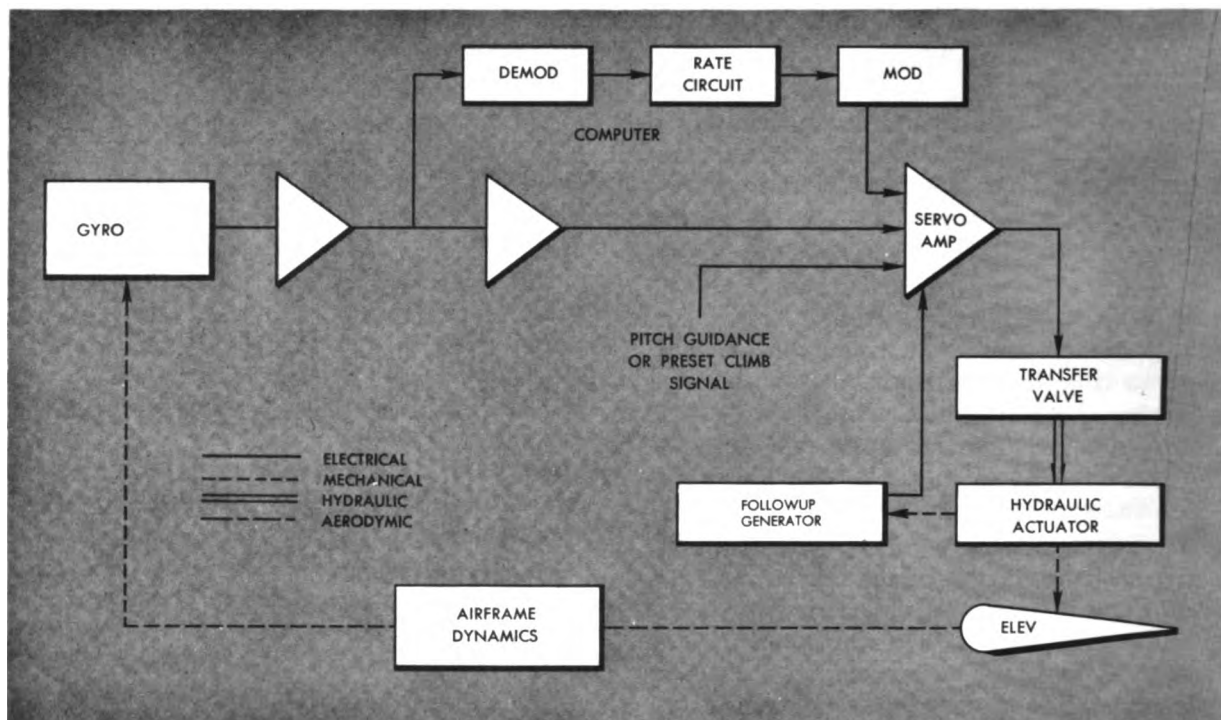 DEMOD
RATE
CIRCUIT
MOD
COMPUTER
GYRO
SERVO
AMP
PITCH GUIDANCE
OR PRESET CLIMB
SIGNAL
TRANSFER
VALVE
ELECTRICAL
MECHANICAL
HYDRAULIC
AERODYMIC
FOLLOWUP
GENERATOR
HYDRAULIC
ACTUATOR
AIRFRAME
DYNAMICS
ELEV